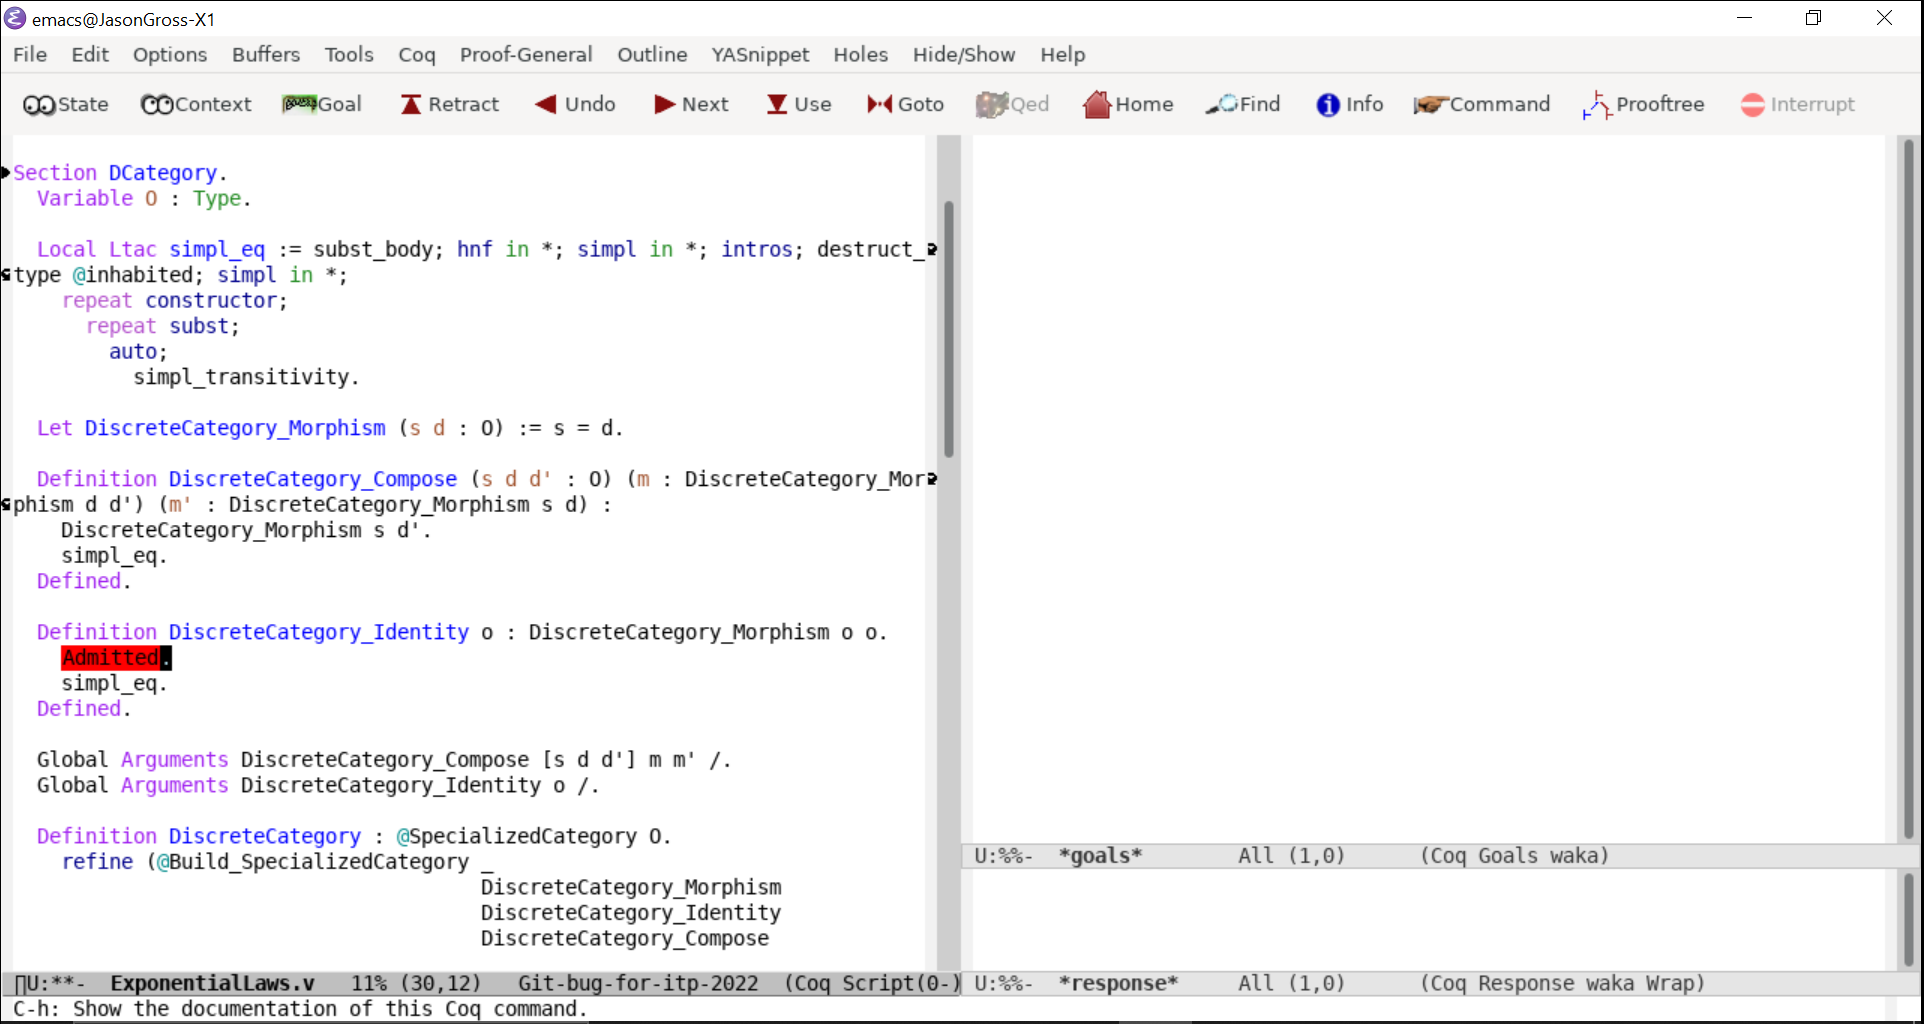 emacs@JasonGross-X1
File Edit Options Buffers Tools Coq Proof-General Outline YASnippet Holes Hide/Show Help
State Context Goal Retract Undo Next Use Goto Qed Home Find Info Command Prooftree Interrupt
Section DCategory.
  Variable O : Type.
  Local Ltac simpl_eq := subst_body; hnf in *; simpl in *; intros; destruct_
type @inhabited; simpl in *;
    repeat constructor;
      repeat subst;
        auto;
          simpl_transitivity.
  Let DiscreteCategory_Morphism (s d : O) := s = d.
  Definition DiscreteCategory_Compose (s d d' : O) (m : DiscreteCategory_Mor
phism d d') (m' : DiscreteCategory_Morphism s d) :
    DiscreteCategory_Morphism s d'.
    simpl_eq.
  Defined.
  Definition DiscreteCategory_Identity o : DiscreteCategory_Morphism o o.
    Admitted.
    simpl_eq.
  Defined.
  Global Arguments DiscreteCategory_Compose [s d d'] m m' /.
  Global Arguments DiscreteCategory_Identity o /.
  Definition DiscreteCategory : @SpecializedCategory O.
    refine (@Build_SpecializedCategory _
                                       DiscreteCategory_Morphism
                                       DiscreteCategory_Identity
                                       DiscreteCategory_Compose
U:**-  ExponentialLaws.v   11% (30,12)   Git-bug-for-itp-2022  (Coq Script(0-)
U:%%-  *goals*        All (1,0)      (Coq Goals waka)
U:%%-  *response*     All (1,0)      (Coq Response waka Wrap)
C-h: Show the documentation of this Coq command.